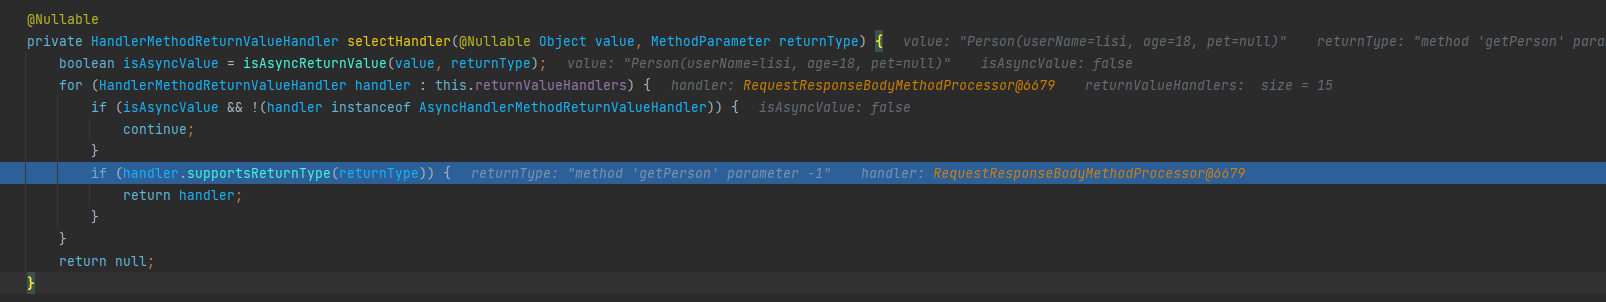 @Nullable
private HandlerMethodReturnValueHandler selectHandler(@Nullable Object value, MethodParameter returnType) {   value: "Person(userName=lisi, age=18, pet=null)"   returnType: "method 'getPerson' para
    boolean isAsyncValue = isAsyncReturnValue(value, returnType);   value: "Person(userName=lisi, age=18, pet=null)"   isAsyncValue: false
    for (HandlerMethodReturnValueHandler handler : this.returnValueHandlers) {   handler: RequestResponseBodyMethodProcessor@6679   returnValueHandlers:  size = 15
        if (isAsyncValue && !(handler instanceof AsyncHandlerMethodReturnValueHandler)) {   isAsyncValue: false
            continue;
        }
        if (handler.supportsReturnType(returnType)) {   returnType: "method 'getPerson' parameter -1"   handler: RequestResponseBodyMethodProcessor@6679
            return handler;
        }
    }
    return null;
}